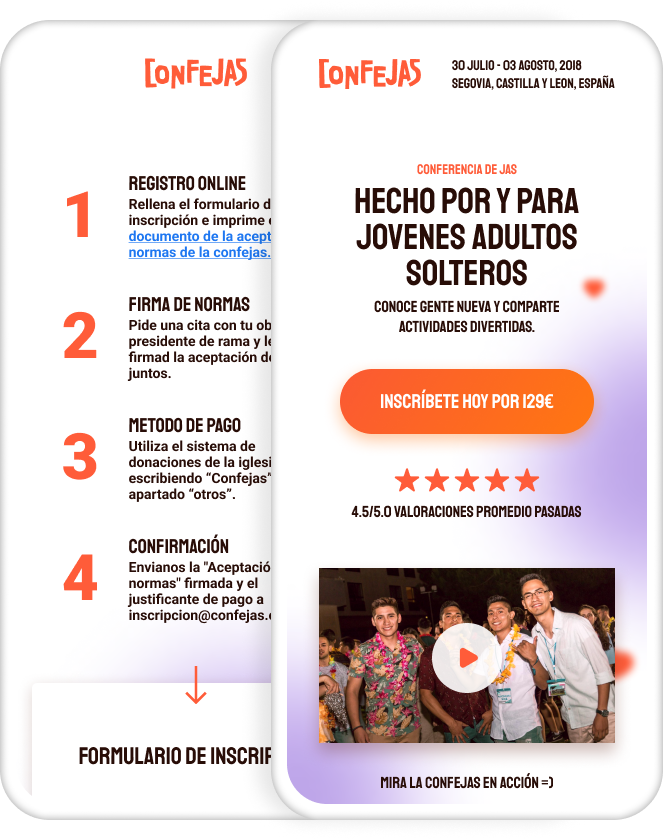 CONFEJAS
REGISTRO ONLINE
Rellena el formulario d
inscripción e imprime
documento de la acept
normas de la confejas.
1
FIRMA DE NORMAS
Pide una cita con tu ob
presidente de rama y le
firmad la aceptación de
juntos.
2
METODO DE PAGO
Utiliza el sistema de
donaciones de la iglesi
escribiendo “Confejas”
apartado “otros”.
3
CONFIRMACIÓN
Envianos la "Aceptació
normas" firmada y el
justificante de pago a
inscripcion@confejas.
4
FORMULARIO DE INSCRIP
CONFEJAS
30 JULIO - 03 AGOSTO, 2018
SEGOVIA, CASTILLA Y LEON, ESPAÑA
CONFERENCIA DE JAS
HECHO POR Y PARA
JOVENES ADULTOS
SOLTEROS
CONOCE GENTE NUEVA Y COMPARTE
ACTIVIDADES DIVERTIDAS.
INSCRÍBETE HOY POR 129€
4.5/5.0 VALORACIONES PROMEDIO PASADAS
MIRA LA CONFEJAS EN ACCIÓN =)